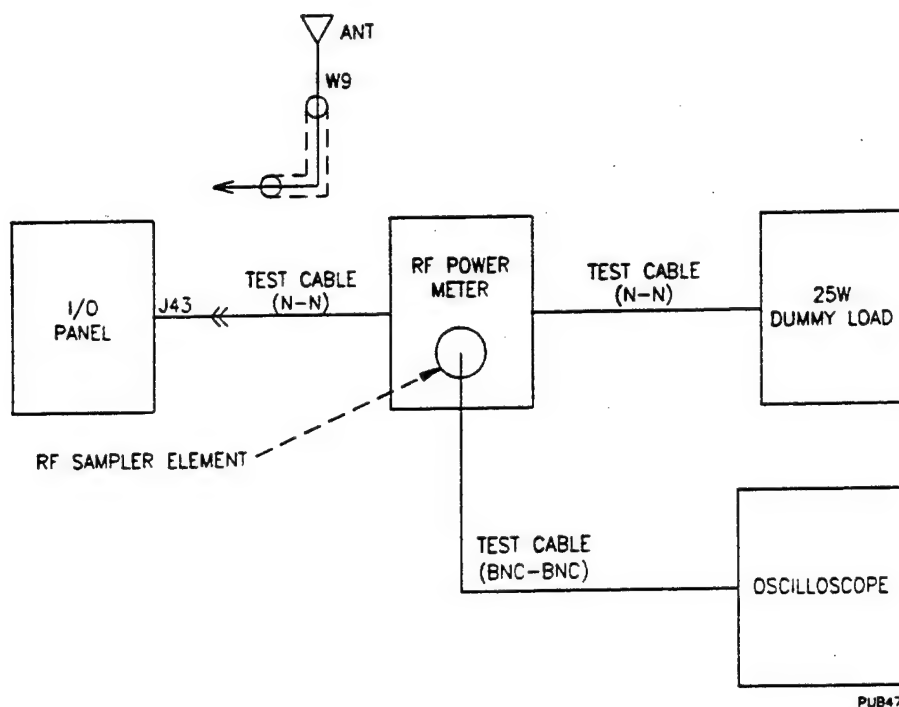 ANT
W9
I/O
PANEL
J43
TEST CABLE
(N-N)
RF POWER
METER
TEST CABLE
(N-N)
25W
DUMMY LOAD
RF SAMPLER ELEMENT
TEST CABLE
(BNC-BNC)
OSCILLOSCOPE
PUB47